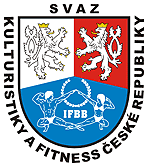 SVAZ
KULTURISTIKY A FITNESS ČESKÉ REPUBLIKY
IFBB